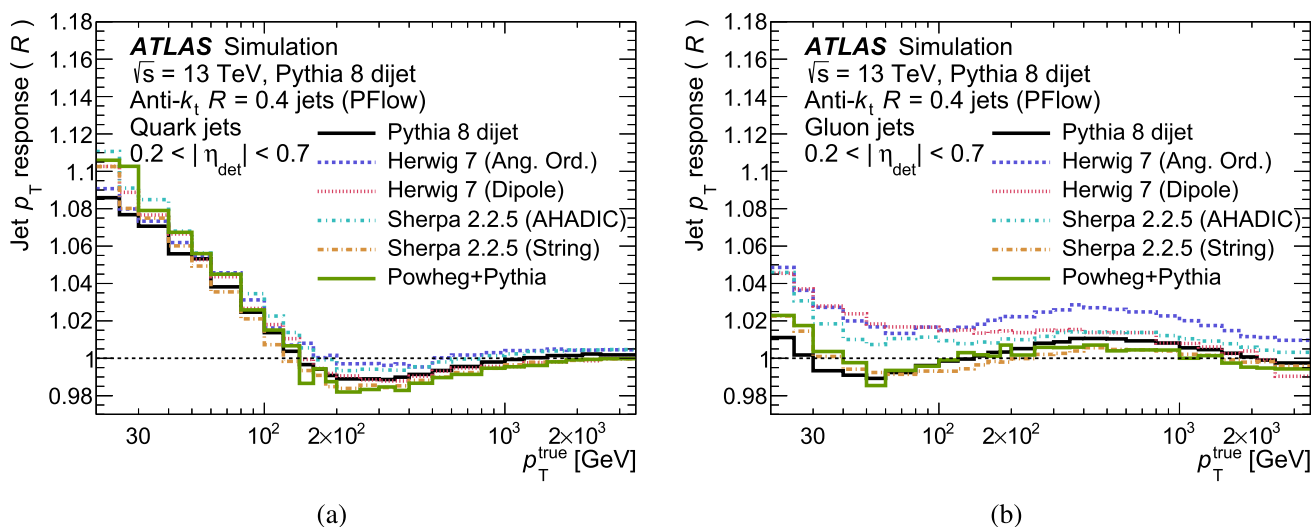 1.18
1.16
1.14
1.12
1.1
1.08
1.06
1.04
1.02
1
0.98
Jet pT response (R)
ATLAS Simulation
√s = 13 TeV, Pythia 8 dijet
Anti-kt R = 0.4 jets (PFlow)
Quark jets
0.2 < | ηdet | < 0.7
Pythia 8 dijet
Herwig 7 (Ang. Ord.)
Herwig 7 (Dipole)
Sherpa 2.2.5 (AHADIC)
Sherpa 2.2.5 (String)
Powheg+Pythia
30 10² 2×10² 10³ 2×10³
pT^true [GeV]
(a)
1.18
1.16
1.14
1.12
1.1
1.08
1.06
1.04
1.02
1
0.98
Jet pT response (R)
ATLAS Simulation
√s = 13 TeV, Pythia 8 dijet
Anti-kt R = 0.4 jets (PFlow)
Gluon jets
0.2 < | ηdet | < 0.7
Pythia 8 dijet
Herwig 7 (Ang. Ord.)
Herwig 7 (Dipole)
Sherpa 2.2.5 (AHADIC)
Sherpa 2.2.5 (String)
Powheg+Pythia
30 10² 2×10² 10³ 2×10³
pT^true [GeV]
(b)